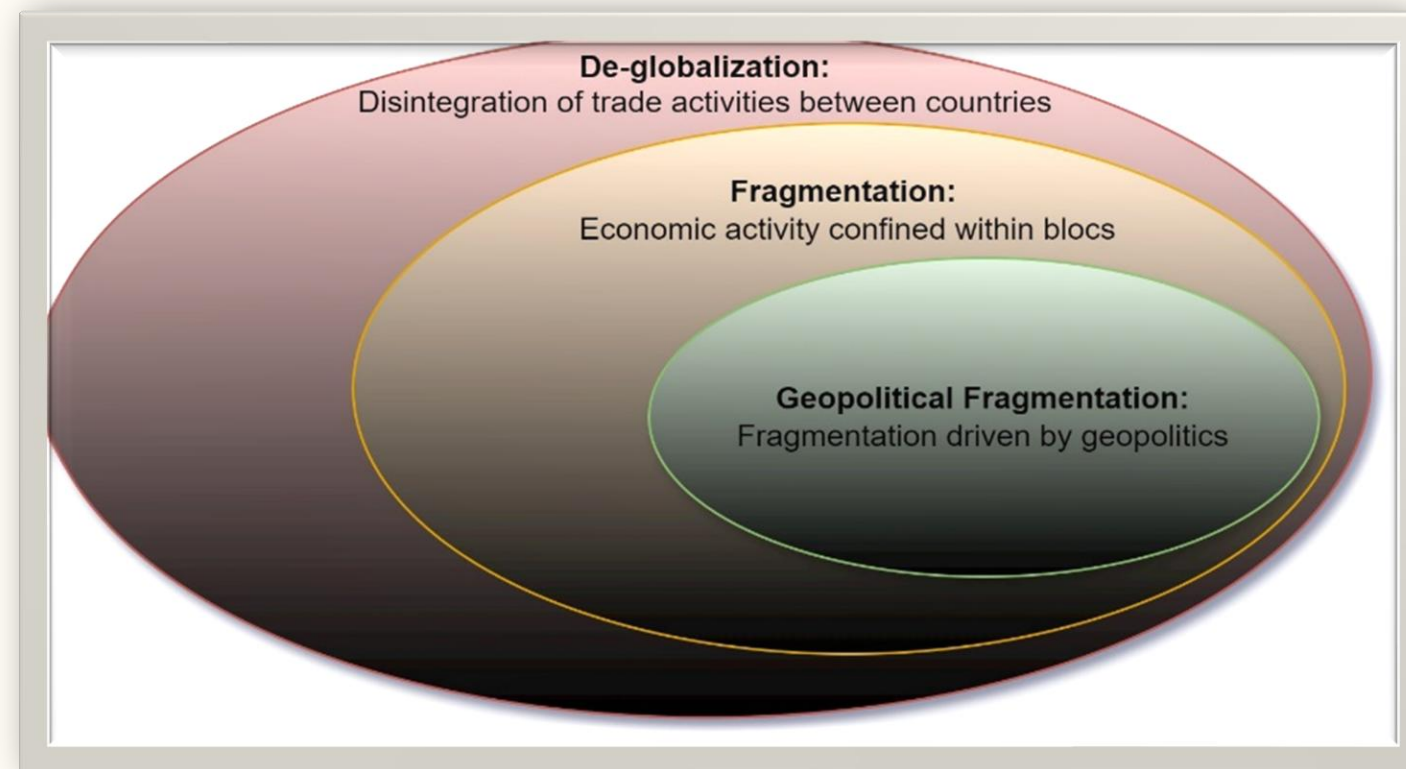 De-globalization:
Disintegration of trade activities between countries
Fragmentation:
Economic activity confined within blocs
Geopolitical Fragmentation:
Fragmentation driven by geopolitics